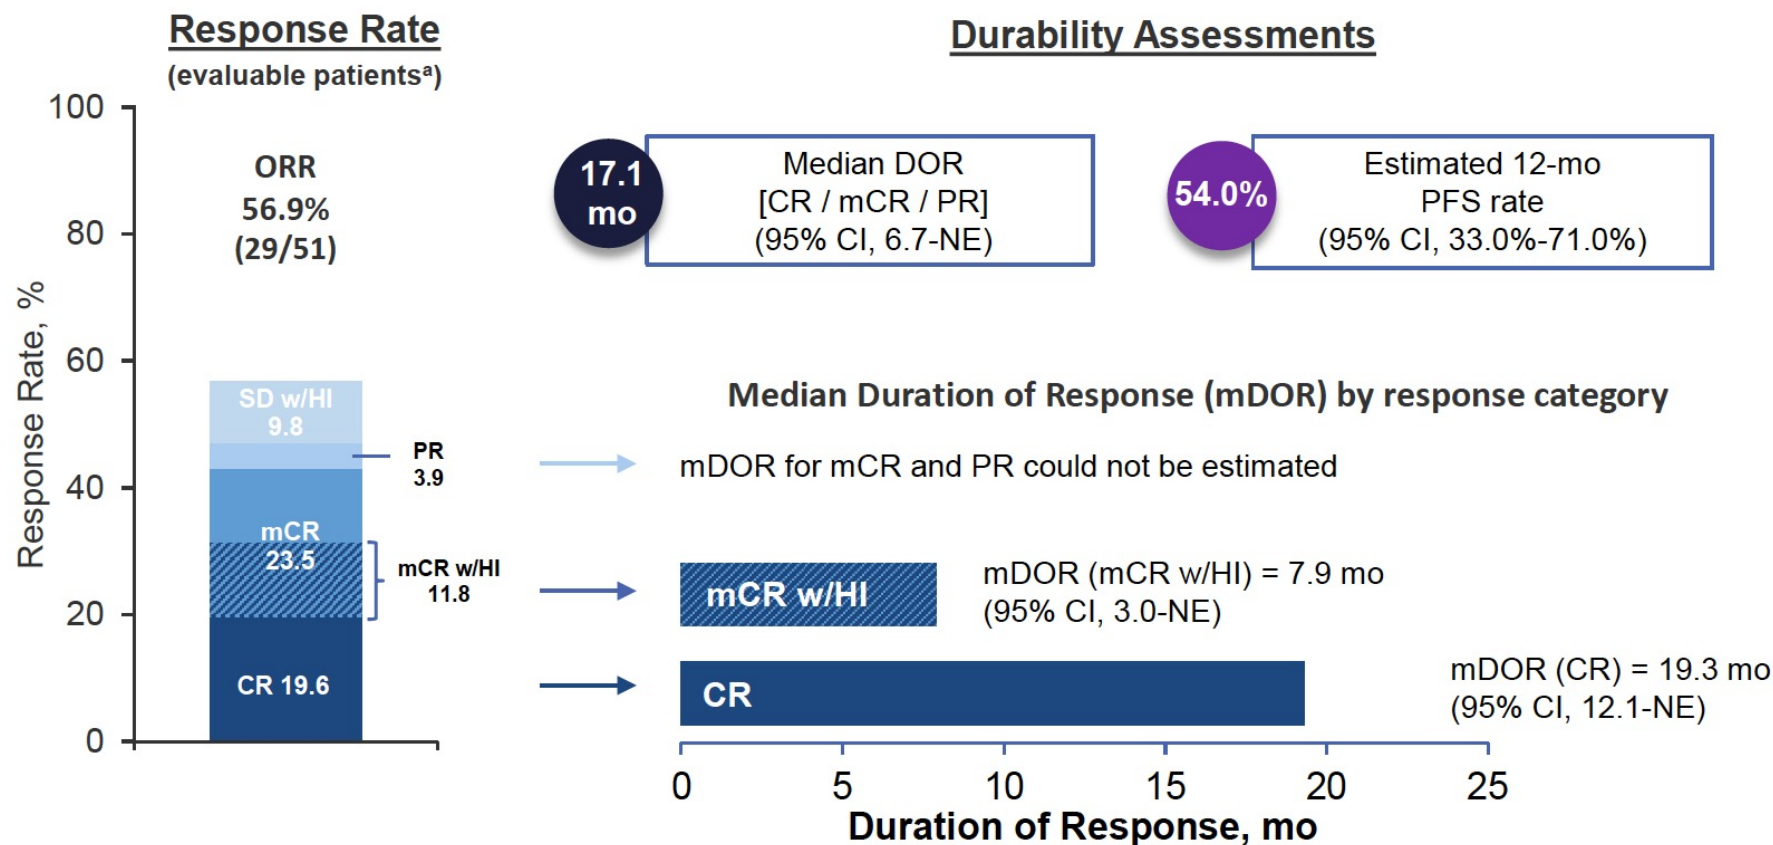 Response Rate
(evaluable patientsᵃ)
Response Rate, %
100
80
60
40
20
0
ORR
56.9%
(29/51)
SD w/HI
9.8
PR
3.9
mCR
23.5
mCR w/HI
11.8
CR 19.6
Durability Assessments
17.1
mo
Median DOR
[CR / mCR / PR]
(95% CI, 6.7-NE)
54.0%
Estimated 12-mo
PFS rate
(95% CI, 33.0%-71.0%)
Median Duration of Response (mDOR) by response category
mDOR for mCR and PR could not be estimated
mCR w/HI
mDOR (mCR w/HI) = 7.9 mo
(95% CI, 3.0-NE)
CR
mDOR (CR) = 19.3 mo
(95% CI, 12.1-NE)
0 5 10 15 20 25
Duration of Response, mo